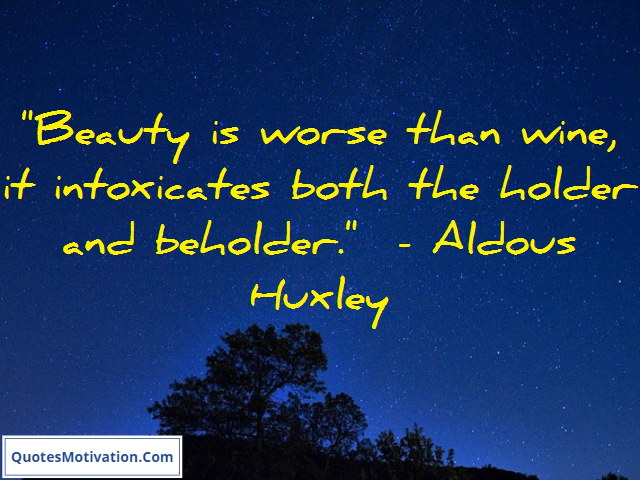 "Beauty is worse than wine,
it intoxicates both the holder
and beholder." - Aldous
Huxley
QuotesMotivation.Com